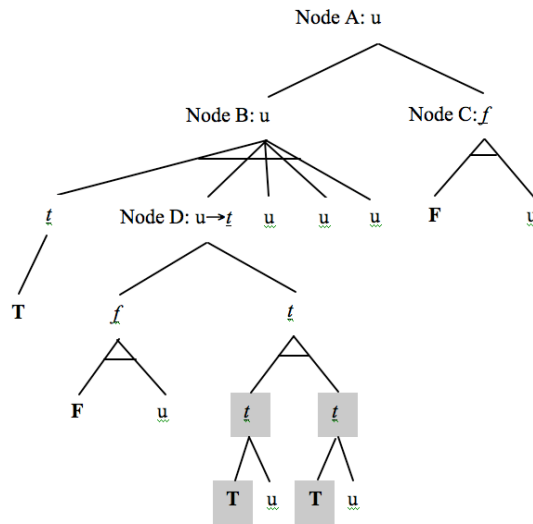 Node A: u
Node B: u Node C: f
t Node D: u→t u u u F u
T f t
F u t t
T u T u